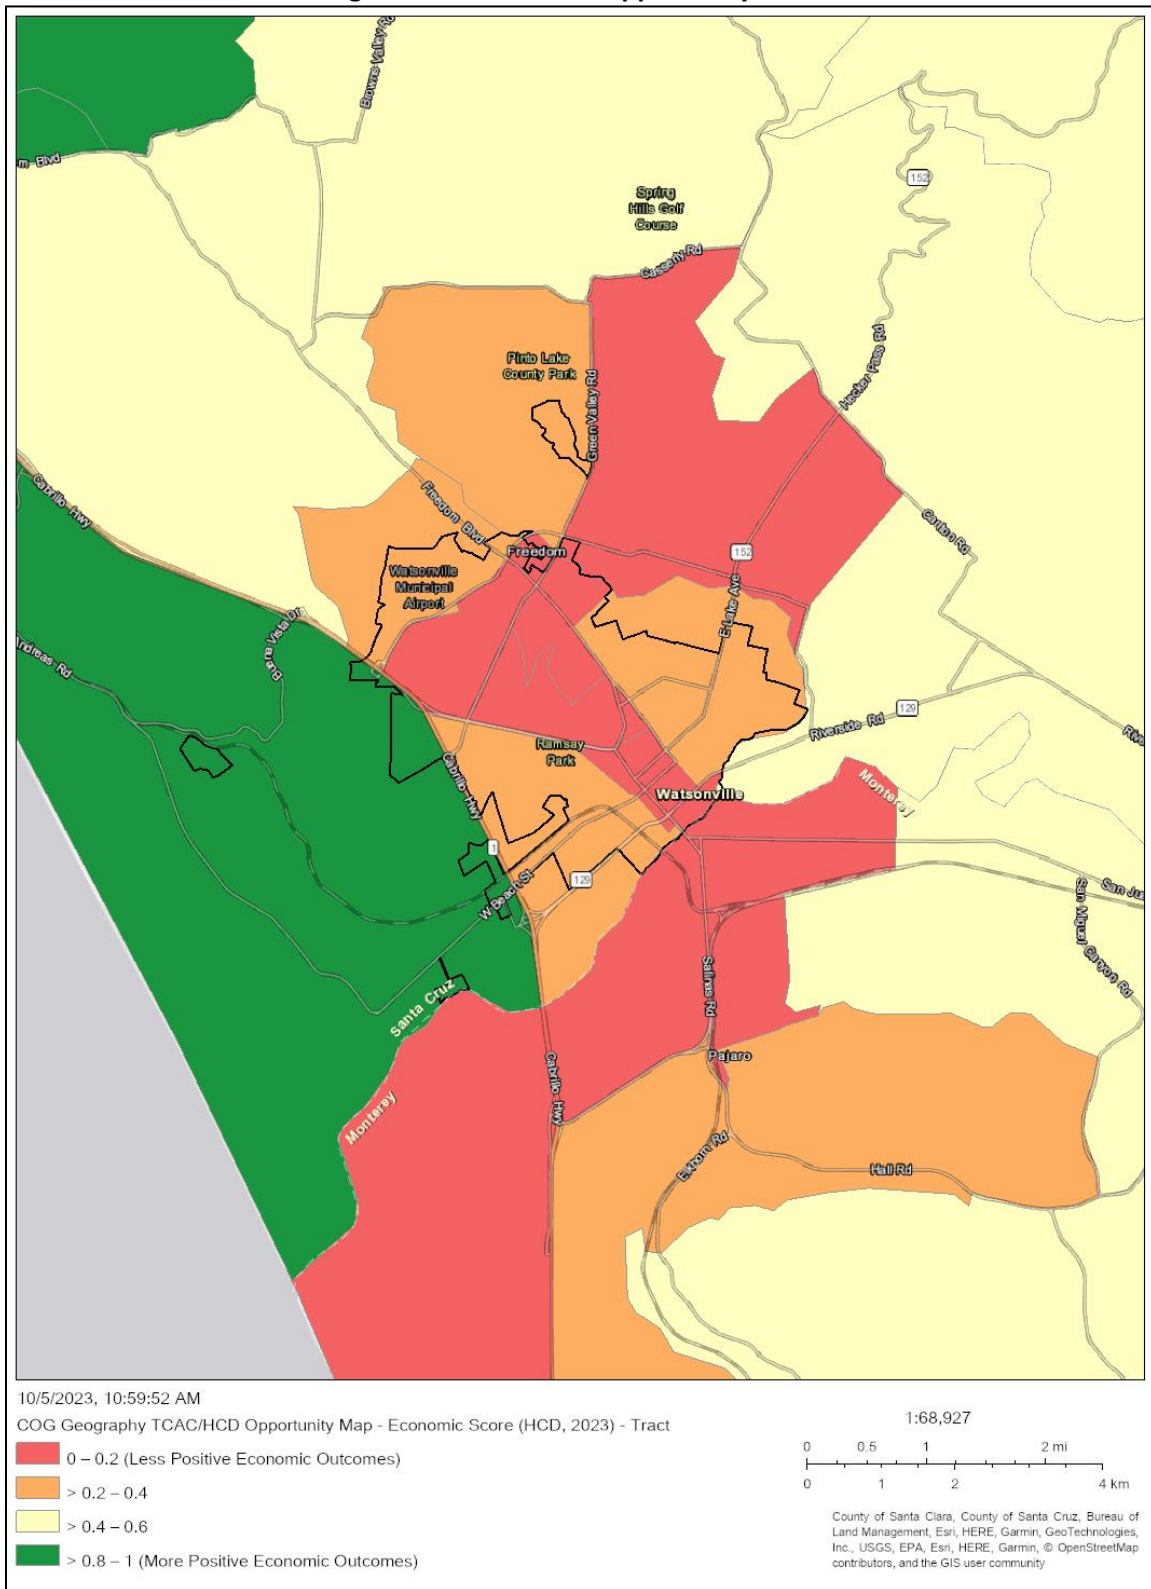 Browns Valley Rd
m Blvd
152
Spring
Hills Golf
Course
Casserly Rd
Hecker Pass Rd
Pinto Lake
County Park
Green Valley Rd
Cabrillo Hwy
Freedom Blvd
Carlton Rd
Freedom
152
Watsonville
Municipal
Airport
E Lake Ave
Buena Vista Dr
Andreas Rd
129
Riverside Rd
Ramsay
Park
Cabrillo Hwy
Watsonville
Monterey
1
129
W Beach St
San Miguel Canyon Rd
Salinas Rd
Santa Cruz
Pajaro
Cabrillo Hwy
Monterey
Elkhorn Rd
Hall Rd
10/5/2023, 10:59:52 AM
COG Geography TCAC/HCD Opportunity Map - Economic Score (HCD, 2023) - Tract
0 – 0.2 (Less Positive Economic Outcomes)
> 0.2 – 0.4
> 0.4 – 0.6
> 0.8 – 1 (More Positive Economic Outcomes)
1:68,927
0 0.5 1 2 mi
0 1 2 4 km
County of Santa Clara, County of Santa Cruz, Bureau of
Land Management, Esri, HERE, Garmin, GeoTechnologies,
Inc., USGS, EPA, Esri, HERE, Garmin, © OpenStreetMap
contributors, and the GIS user community